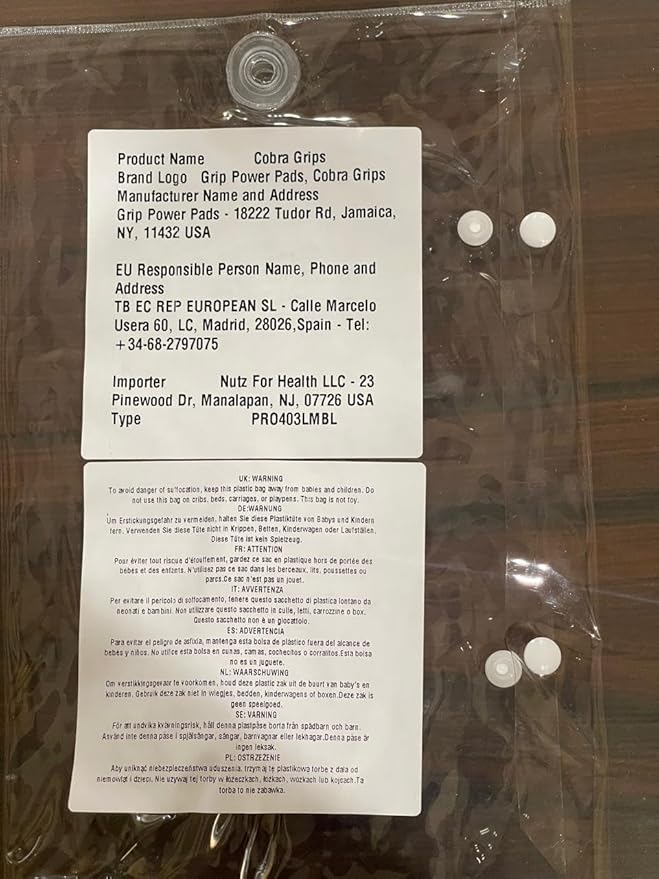 Product Name Cobra Grips
Brand Logo Grip Power Pads, Cobra Grips
Manufacturer Name and Address
Grip Power Pads - 18222 Tudor Rd, Jamaica,
NY, 11432 USA
EU Responsible Person Name, Phone and
Address
TB EC REP EUROPEAN SL - Calle Marcelo
Usera 60, LC, Madrid, 28026,Spain - Tel:
+34-68-2797075
Importer Nutz For Health LLC - 23
Pinewood Dr, Manalapan, NJ, 07726 USA
Type PRO403LMBL
UK: WARNING
To avoid danger of suffocation, keep this plastic bag away from babies and children. Do
not use this bag on cribs, beds, carriages, or playpens. This bag is not toy.
DE:WARNUNG
Um Erstickungsgefahr zu vermeiden, halten Sie diese Plastiktüte von Babys und Kindern
fern. Verwenden Sie diese Tüte nicht in Krippen, Betten, Kinderwagen oder Laufställen.
Diese Tüte ist kein Spielzeug.
FR: ATTENTION
Pour éviter tout risque d'étouffement, gardez ce sac en plastique hors de portée des
bébés et des enfants. N'utilisez pas ce sac dans les berceaux, lits, poussettes ou
parcs.Ce sac n'est pas un jouet.
IT: AVVERTENZA
Per evitare il pericolo di soffocamento, tenere questo sacchetto di plastica lontano da
neonati e bambini. Non utilizzare questo sacchetto in culle, letti, carrozzine o box.
Questo sacchetto non è un giocattolo.
ES: ADVERTENCIA
Para evitar el peligro de asfixia, mantenga esta bolsa de plástico fuera del alcance de
bebés y niños. No utilice esta bolsa en cunas, camas, cochecitos o corralitos.Esta bolsa
no es un juguete.
NL: WAARSCHUWING
Om verstikkingsgevaar te voorkomen, houd deze plastic zak uit de buurt van baby's en
kinderen. Gebruik deze zak niet in wiegjes, bedden, kinderwagens of boxen.Deze zak is
geen speelgoed.
SE: VARNING
För att undvika kvävningsrisk, håll denna plastpåse borta från spädbarn och barn.
Använd inte denna påse i spjälsängar, sängar, barnvagnar eller lekhagar.Denna påse är
ingen leksak.
PL: OSTRZEŻENIE
Aby uniknąć niebezpieczeństwa uduszenia, trzymaj tę plastikową torbę z dala od
niemowląt i dzieci. Nie używaj tej torby w łóżeczkach, łóżkach, wózkach lub kojcach.Ta
torba to nie zabawka.